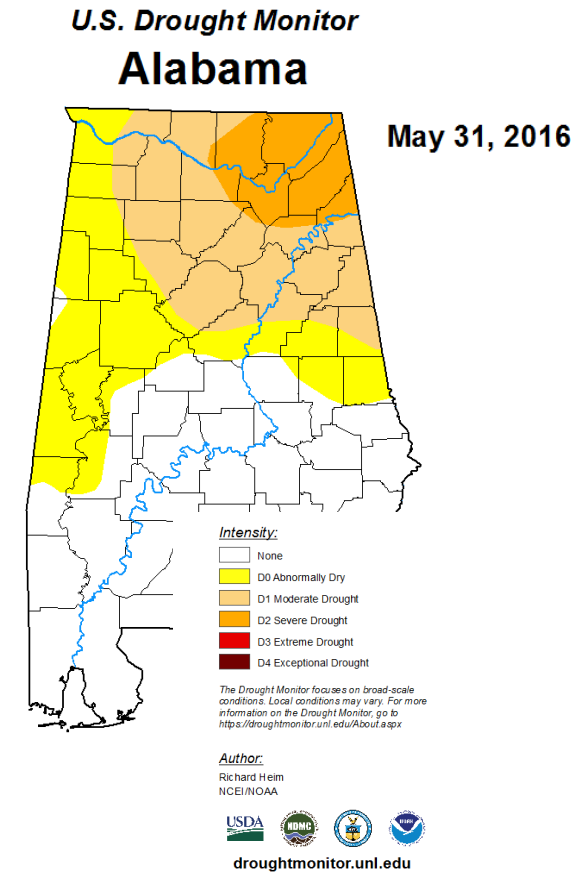 U.S. Drought Monitor
Alabama
May 31, 2016
Intensity:
None
D0 Abnormally Dry
D1 Moderate Drought
D2 Severe Drought
D3 Extreme Drought
D4 Exceptional Drought
The Drought Monitor focuses on broad-scale
conditions. Local conditions may vary. For more
information on the Drought Monitor, go to
https://droughtmonitor.unl.edu/About.aspx
Author:
Richard Heim
NCEI/NOAA
USDA
NDMC
droughtmonitor.unl.edu